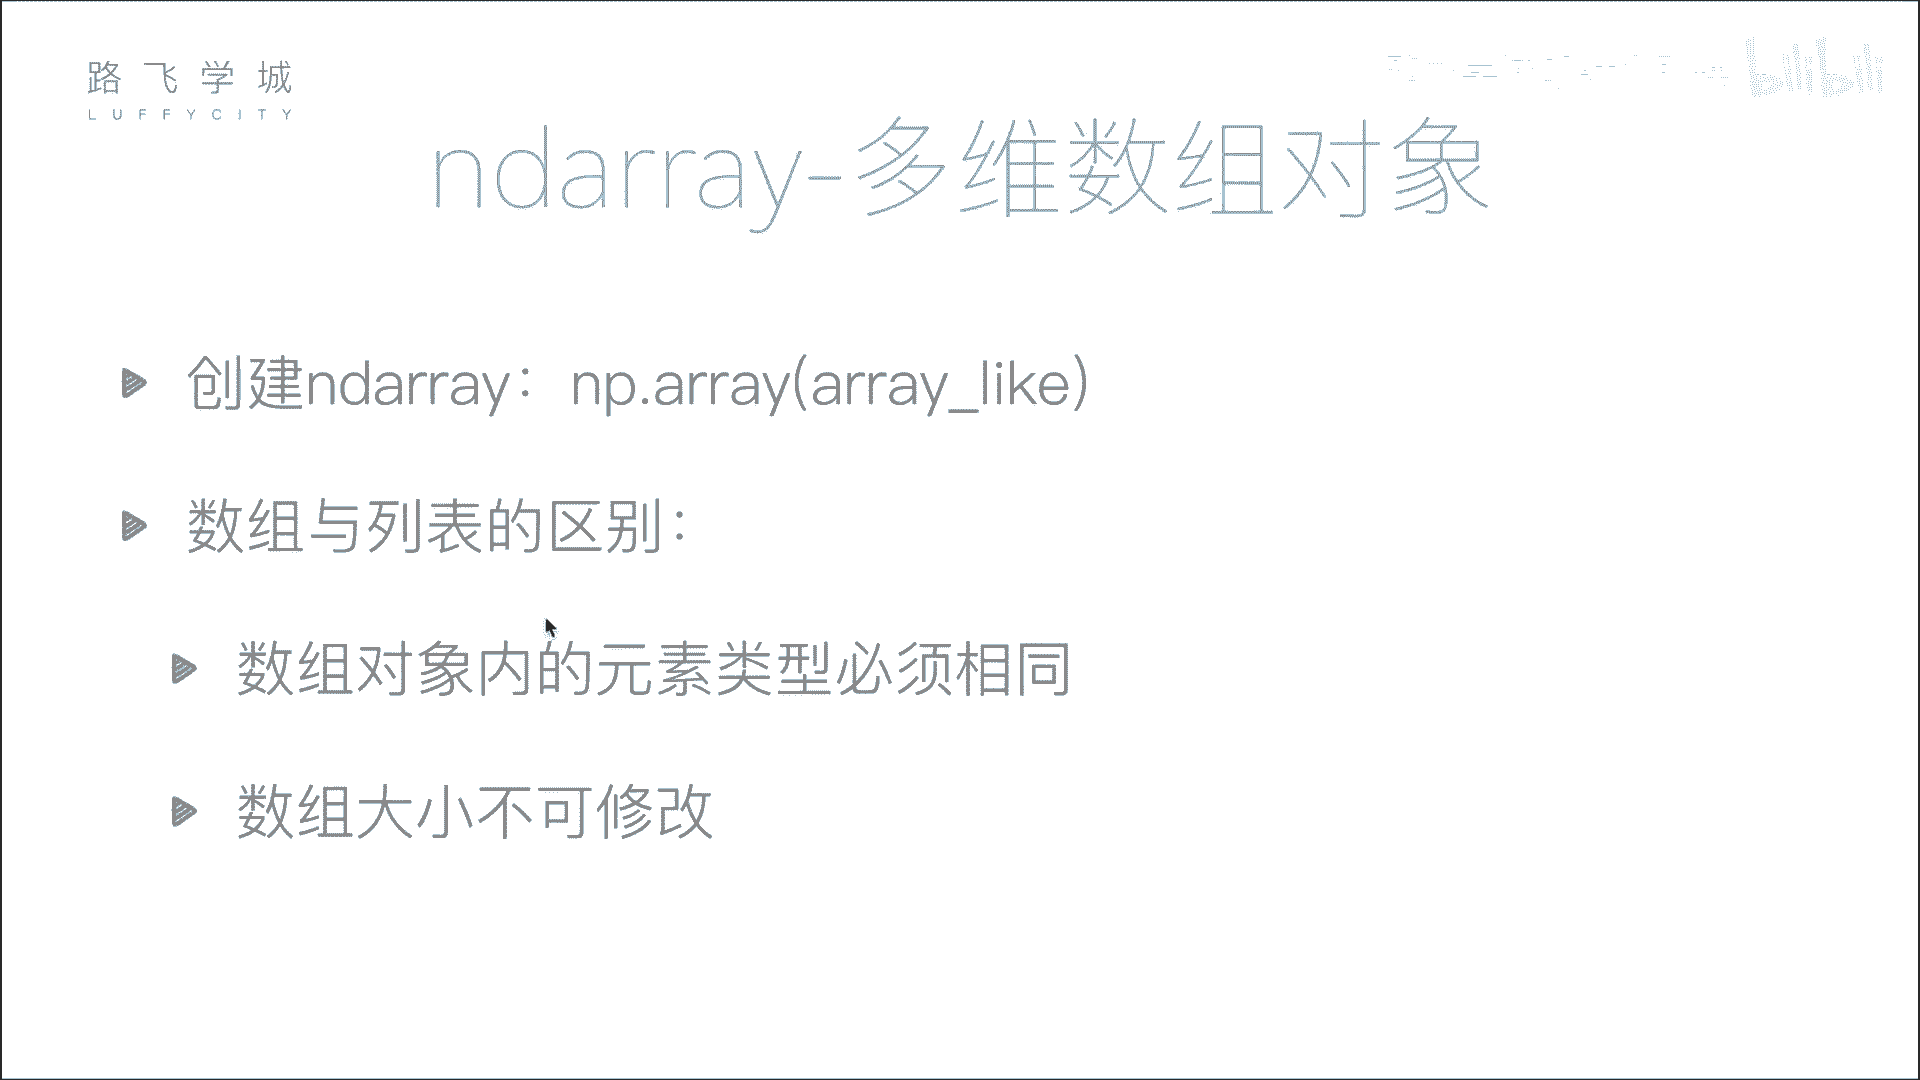 路飞学城
LUFFYCITY
bilibili
ndarray-多维数组对象
创建ndarray：np.array(array_like)
数组与列表的区别：
数组对象内的元素类型必须相同
数组大小不可修改